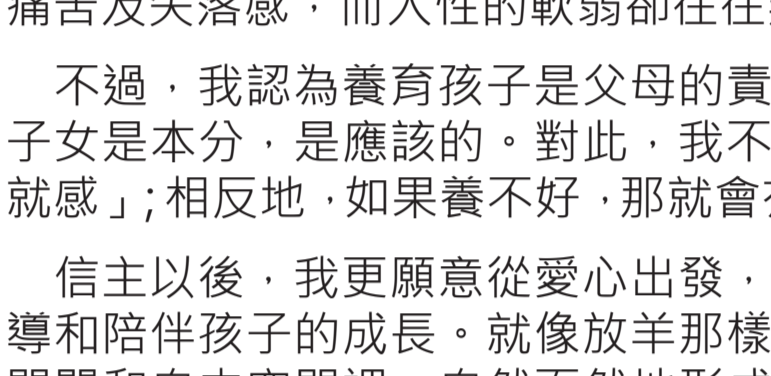 痛苦及失落感，而人性的軟弱卻往往
不過，我認為養育孩子是父母的責
子女是本分，是應該的。對此，我不
就感」；相反地，如果養不好，那就會
信主以後，我更願意從愛心出發，
導和陪伴孩子的成長。就像放羊那樣